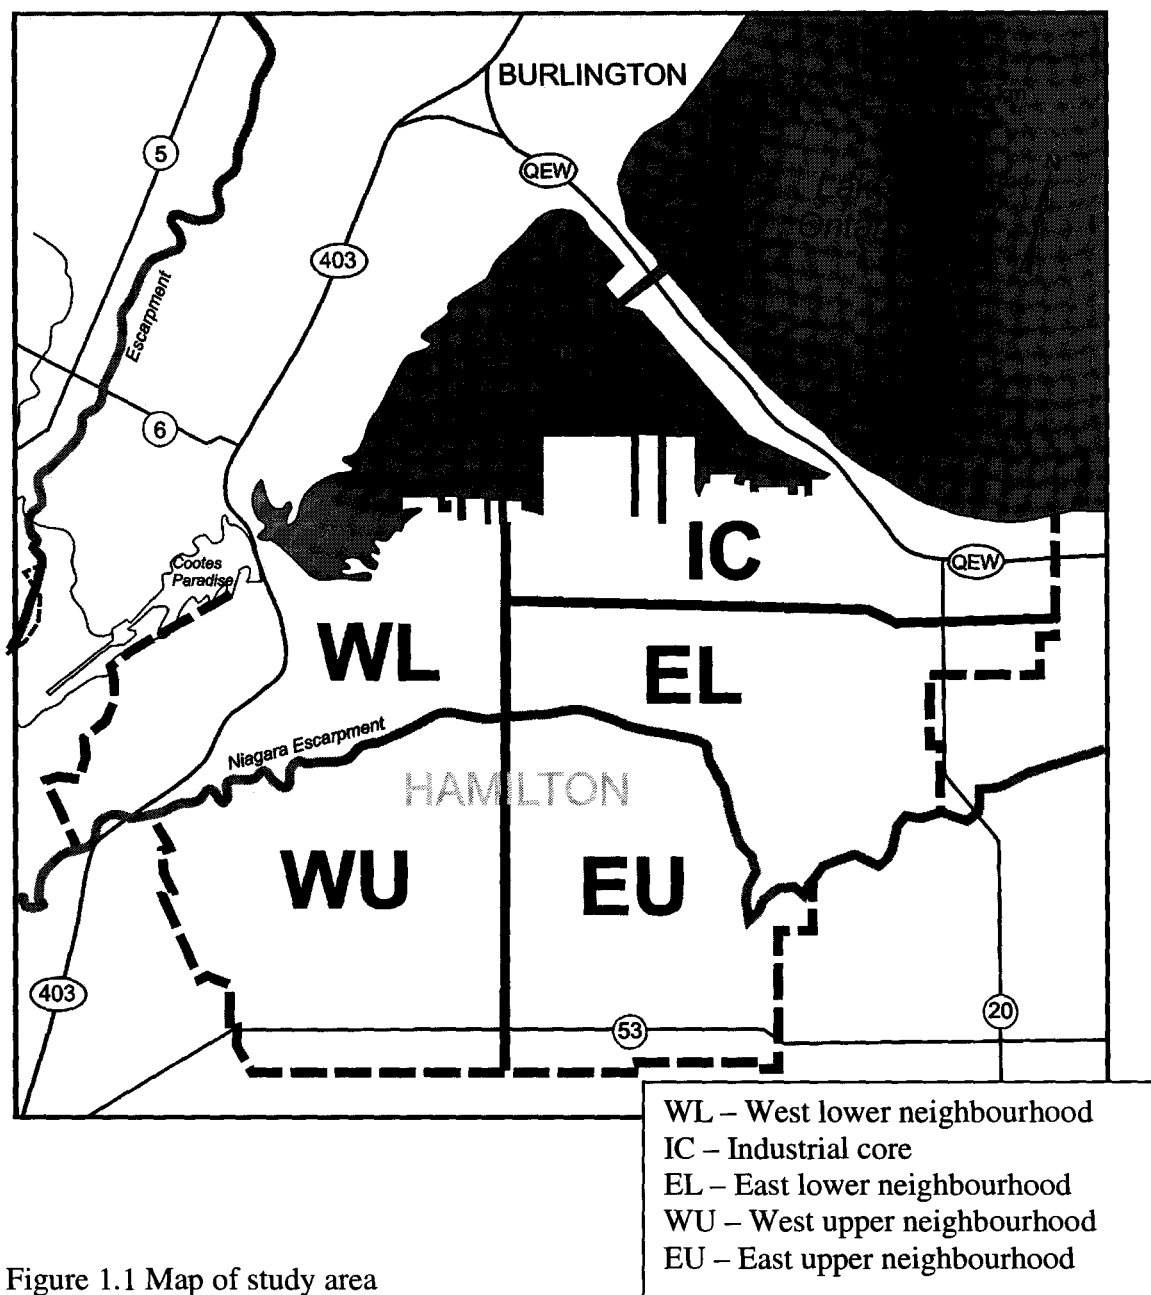 BURLINGTON
5
QEW
403
Escarpment
6
IC
Cootes
Paradise
QEW
WL
EL
Niagara Escarpment
HAMILTON
WU
EU
403
53
20
WL – West lower neighbourhood
IC – Industrial core
EL – East lower neighbourhood
WU – West upper neighbourhood
EU – East upper neighbourhood
Figure 1.1 Map of study area